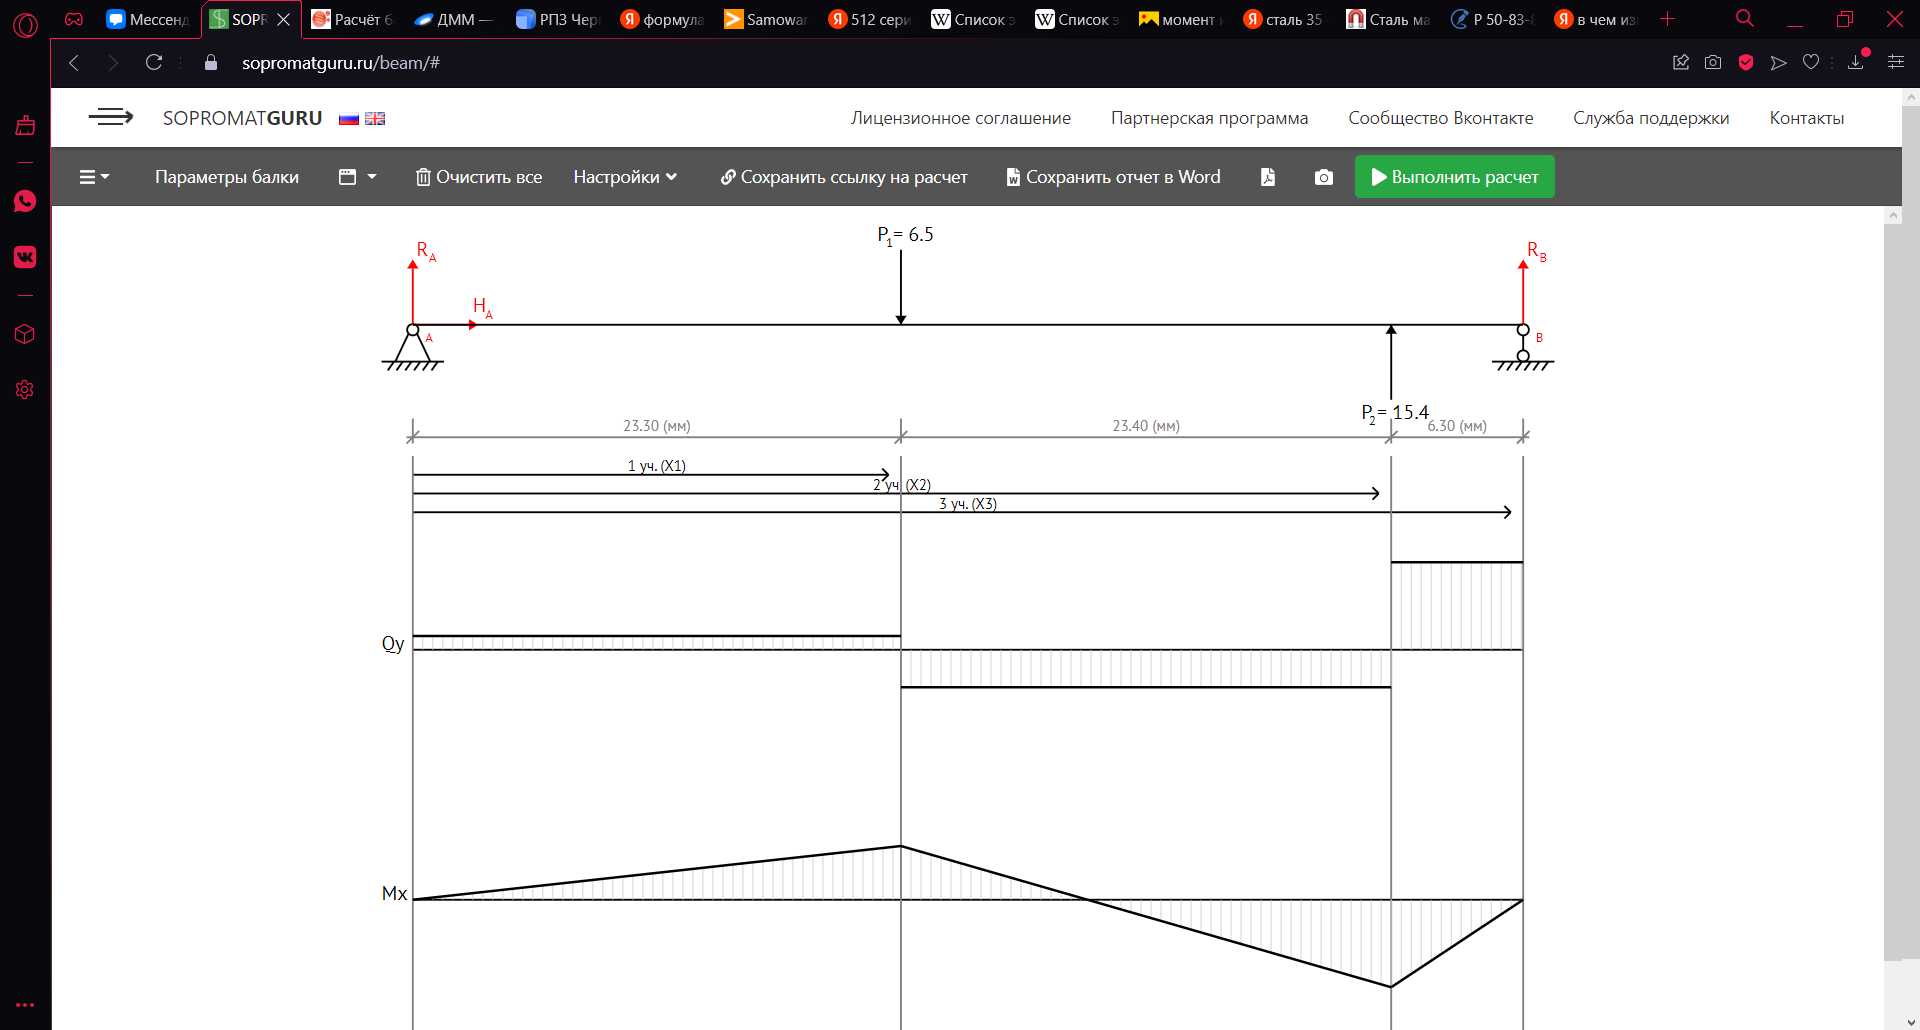 Мессенд
SOPR
Расчёт б
ДММ —
РПЗ Чер
формула
Samowar
512 сери
Список э
Список э
момент и
сталь 35
Сталь ма
Р 50-83-8
в чем из
sopromatguru.ru/beam/#
SOPROMATGURU
Лицензионное соглашение
Партнерская программа
Сообщество Вконтакте
Служба поддержки
Контакты
Параметры балки
Очистить все
Настройки
Сохранить ссылку на расчет
Сохранить отчет в Word
Выполнить расчет
P1= 6.5
RA
RB
HA
A
B
P2= 15.4
23.30 (мм)
23.40 (мм)
6.30 (мм)
1 уч. (X1)
2 уч. (X2)
3 уч. (X3)
Qy
Mx